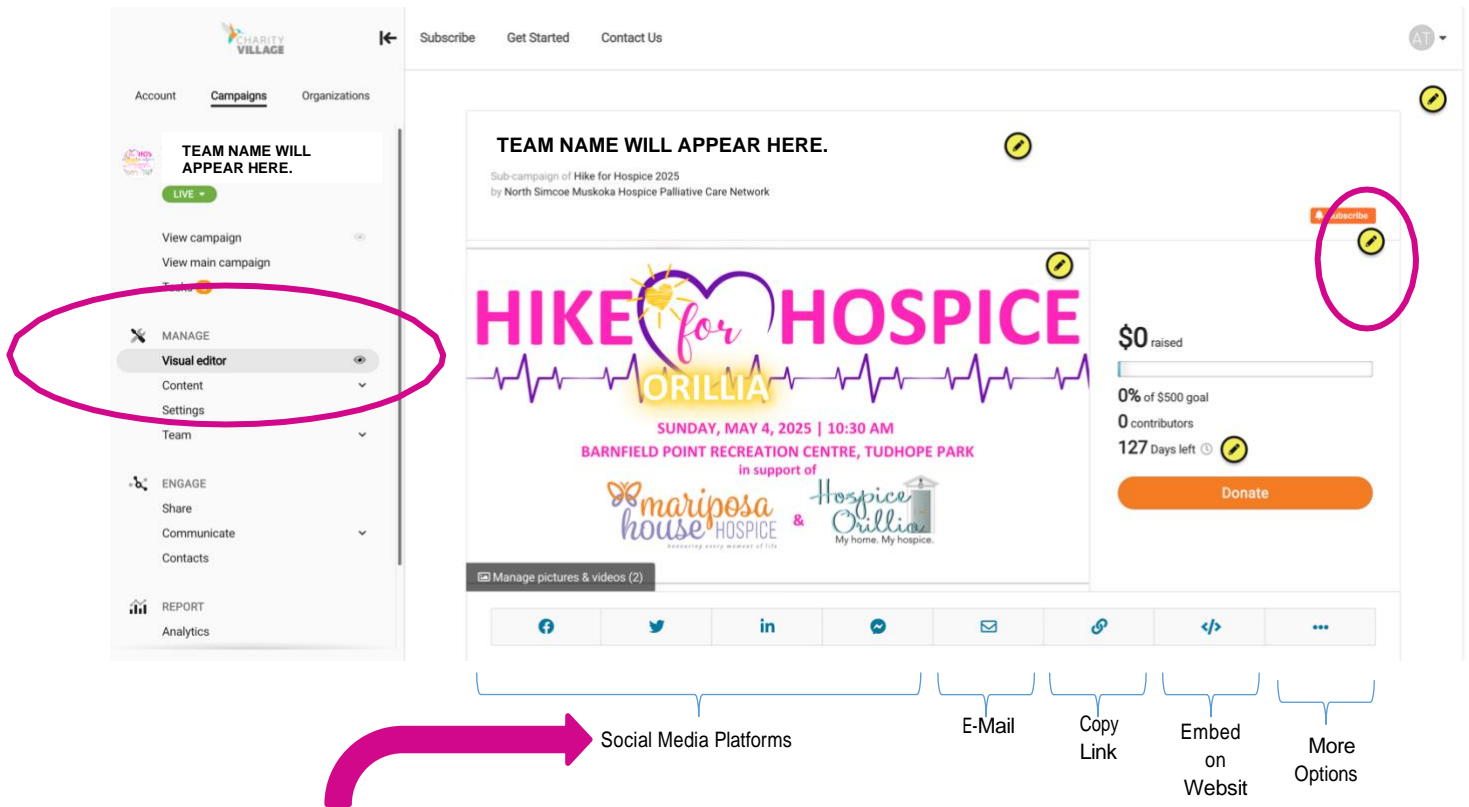 CHARITY
VILLAGE
Subscribe Get Started Contact Us
AT
Account Campaigns Organizations
TEAM NAME WILL
APPEAR HERE.
LIVE
View campaign
View main campaign
Tasks
MANAGE
Visual editor
Content
Settings
Team
ENGAGE
Share
Communicate
Contacts
REPORT
Analytics
TEAM NAME WILL APPEAR HERE.
Sub-campaign of Hike for Hospice 2025
by North Simcoe Muskoka Hospice Palliative Care Network
Subscribe
HIKE for HOSPICE
ORILLIA
SUNDAY, MAY 4, 2025 | 10:30 AM
BARNFIELD POINT RECREATION CENTRE, TUDHOPE PARK
in support of
mariposa
house HOSPICE
honouring every moment of life
&
Hospice
Orillia
My home. My hospice.
Manage pictures & videos (2)
$0 raised
0% of $500 goal
0 contributors
127 Days left
Donate
in
</>
Social Media Platforms
E-Mail
Copy
Link
Embed
on
Websit
More
Options